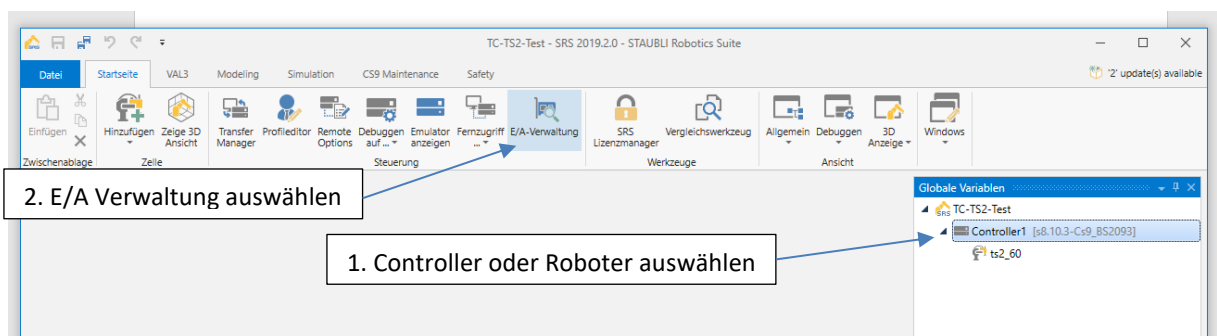 TC-TS2-Test - SRS 2019.2.0 - STAUBLI Robotics Suite
Datei Startseite VAL3 Modeling Simulation CS9 Maintenance Safety '2' update(s) available
Einfügen
Hinzufügen
Zeige 3D Ansicht
Transfer Manager
Profileditor
Remote Options
Debuggen auf ...
Emulator anzeigen
Fernzugriff ...
E/A-Verwaltung
SRS Lizenzmanager
Vergleichswerkzeug
Allgemein
Debuggen
3D Anzeige
Windows
Zwischenablage Zelle Steuerung Werkzeuge Ansicht
2. E/A Verwaltung auswählen
Globale Variablen
SRS TC-TS2-Test
Controller1 [s8.10.3-Cs9_BS2093]
ts2_60
1. Controller oder Roboter auswählen